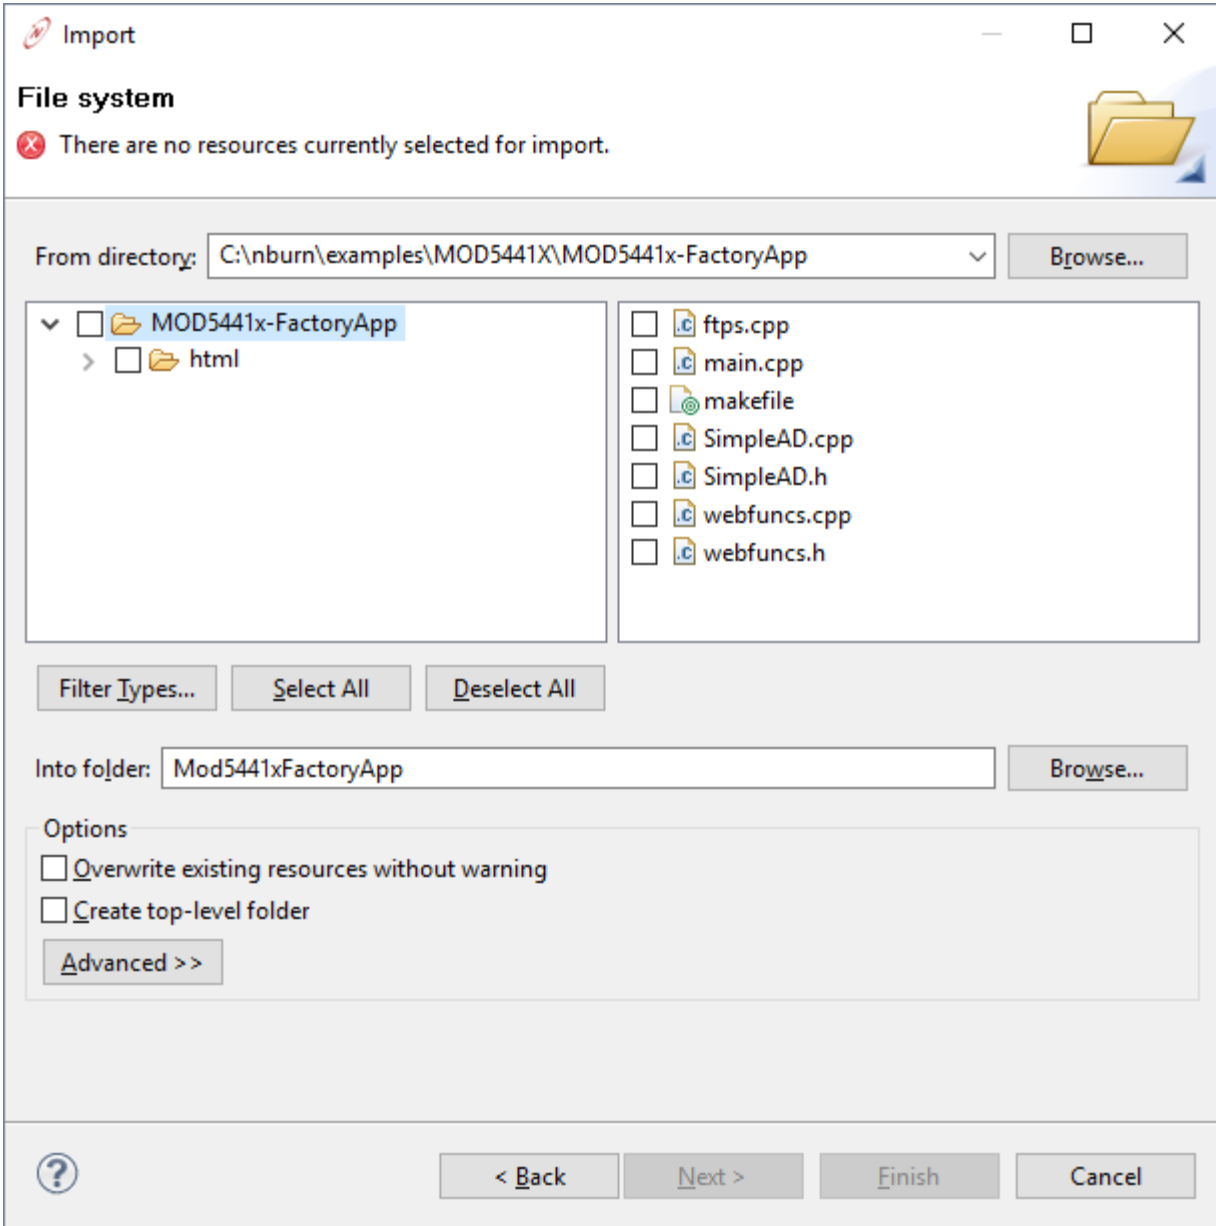 Import
File system
There are no resources currently selected for import.
From directory: C:\nburn\examples\MOD5441X\MOD5441x-FactoryApp Browse...
MOD5441x-FactoryApp
html
ftps.cpp
main.cpp
makefile
SimpleAD.cpp
SimpleAD.h
webfuncs.cpp
webfuncs.h
Filter Types... Select All Deselect All
Into folder: Mod5441xFactoryApp Browse...
Options
Overwrite existing resources without warning
Create top-level folder
Advanced >>
? < Back Next > Finish Cancel